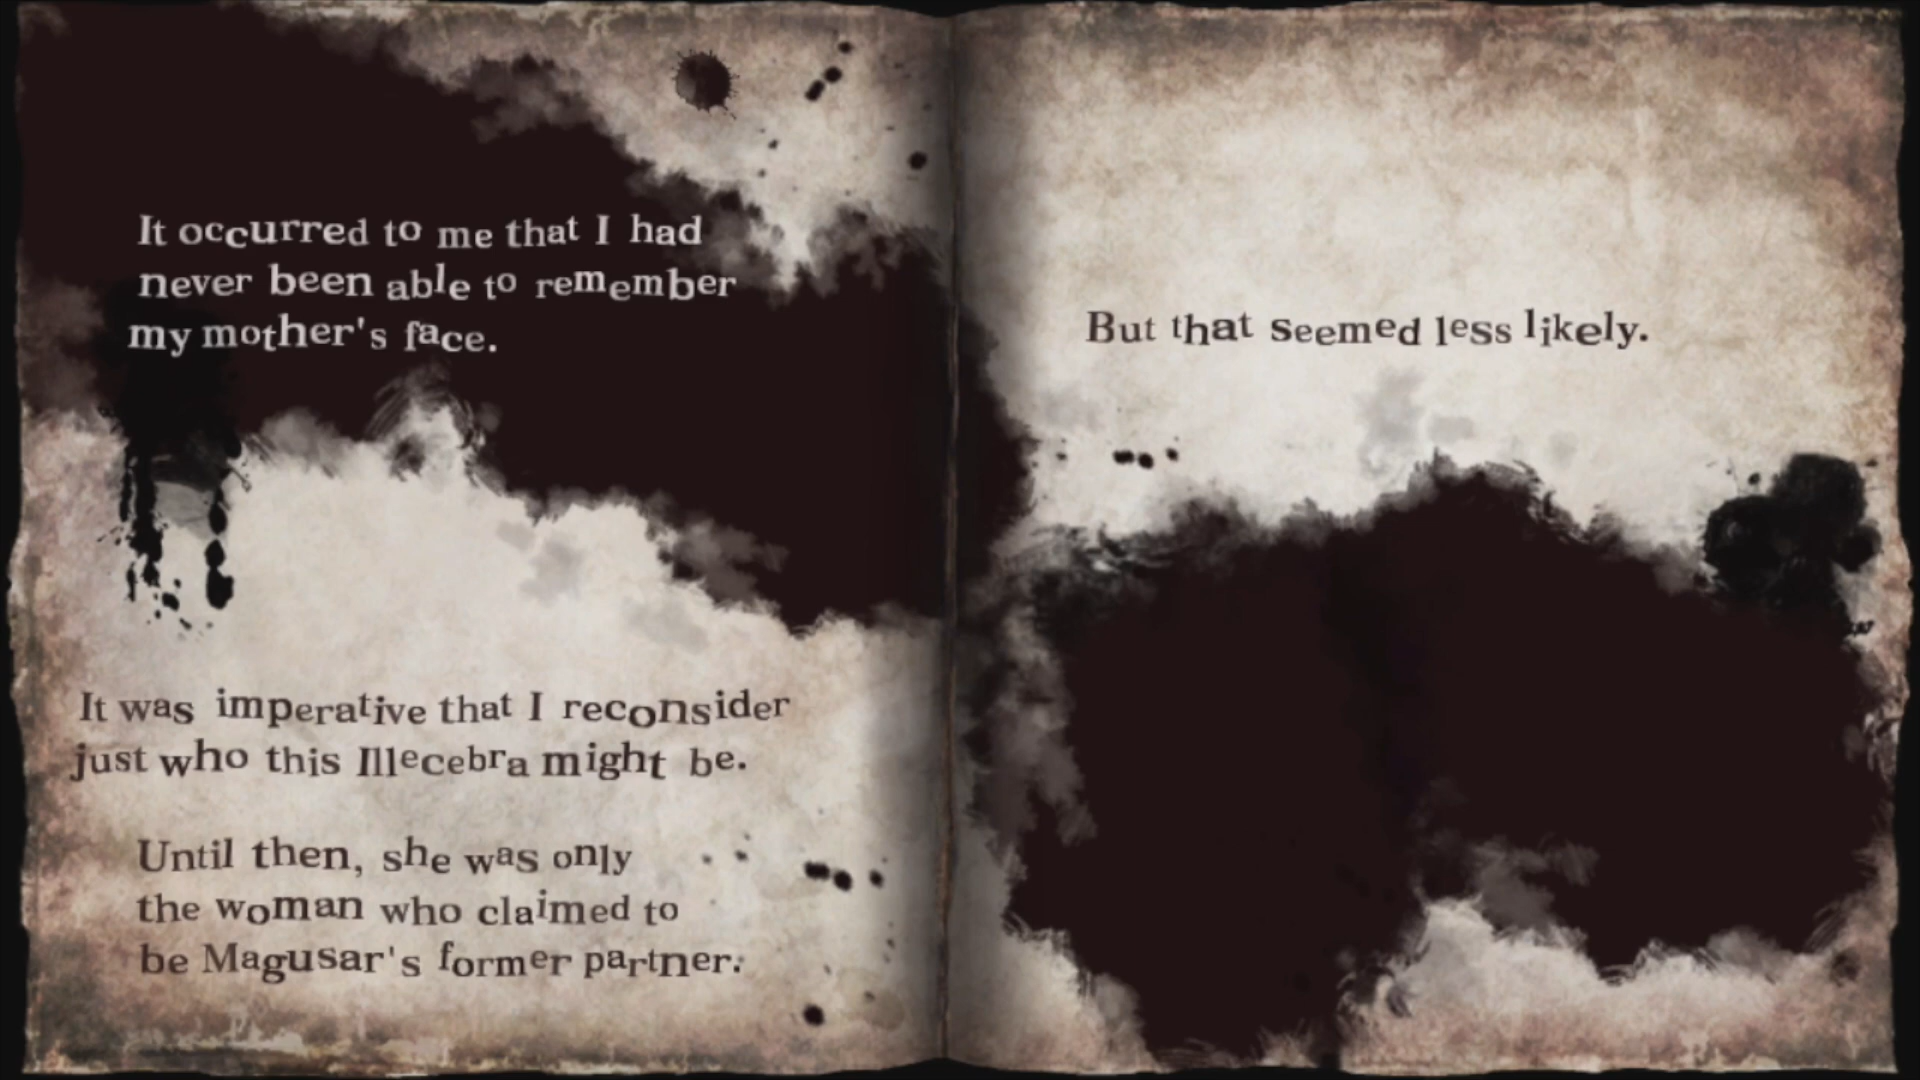 It occurred to me that I had
never been able to remember
my mother's face.
It was imperative that I reconsider
just who this Illecebra might be.
Until then, she was only
the woman who claimed to
be Magusar's former partner.
But that seemed less likely.